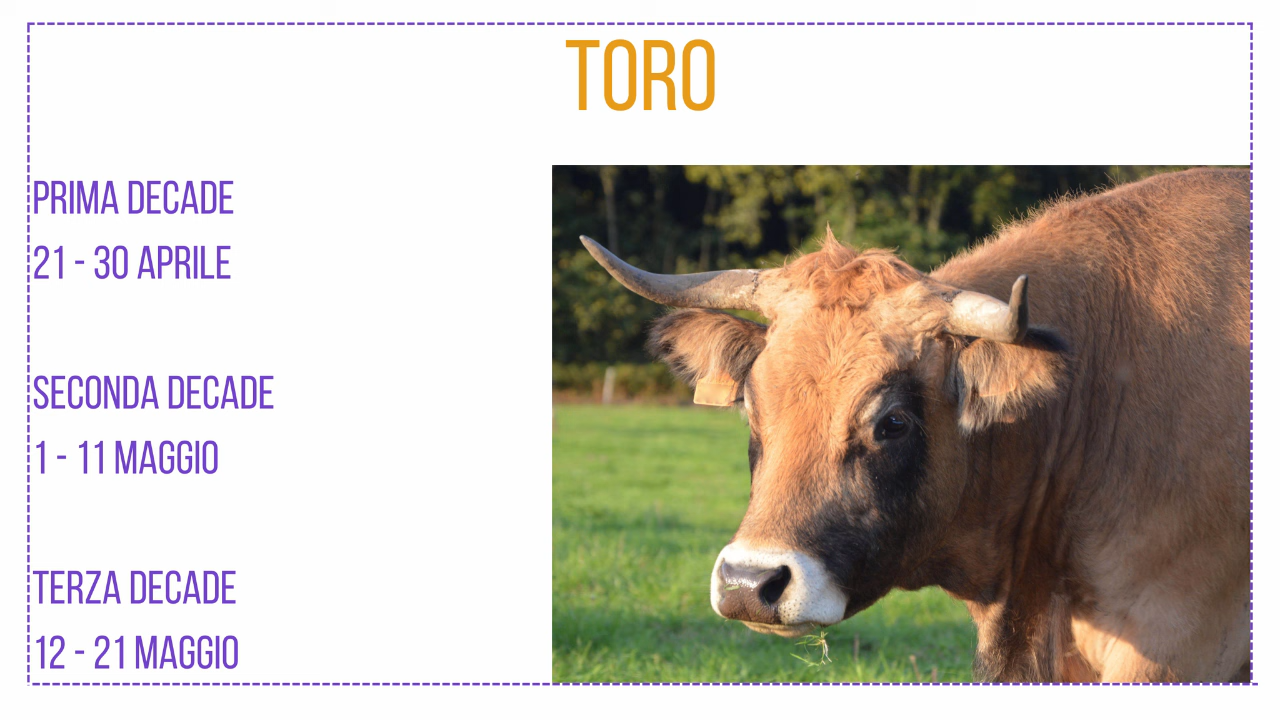 TORO
PRIMA DECADE
21 - 30 APRILE
SECONDA DECADE
1 - 11 MAGGIO
TERZA DECADE
12 - 21 MAGGIO